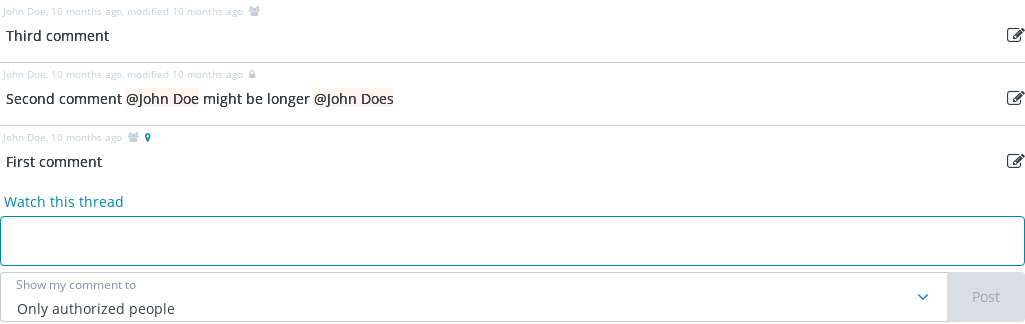 John Doe, 10 months ago, modified 10 months ago
Third comment
John Doe, 10 months ago, modified 10 months ago
Second comment @John Doe might be longer @John Does
John Doe, 10 months ago
First comment
Watch this thread
Show my comment to
Only authorized people
Post